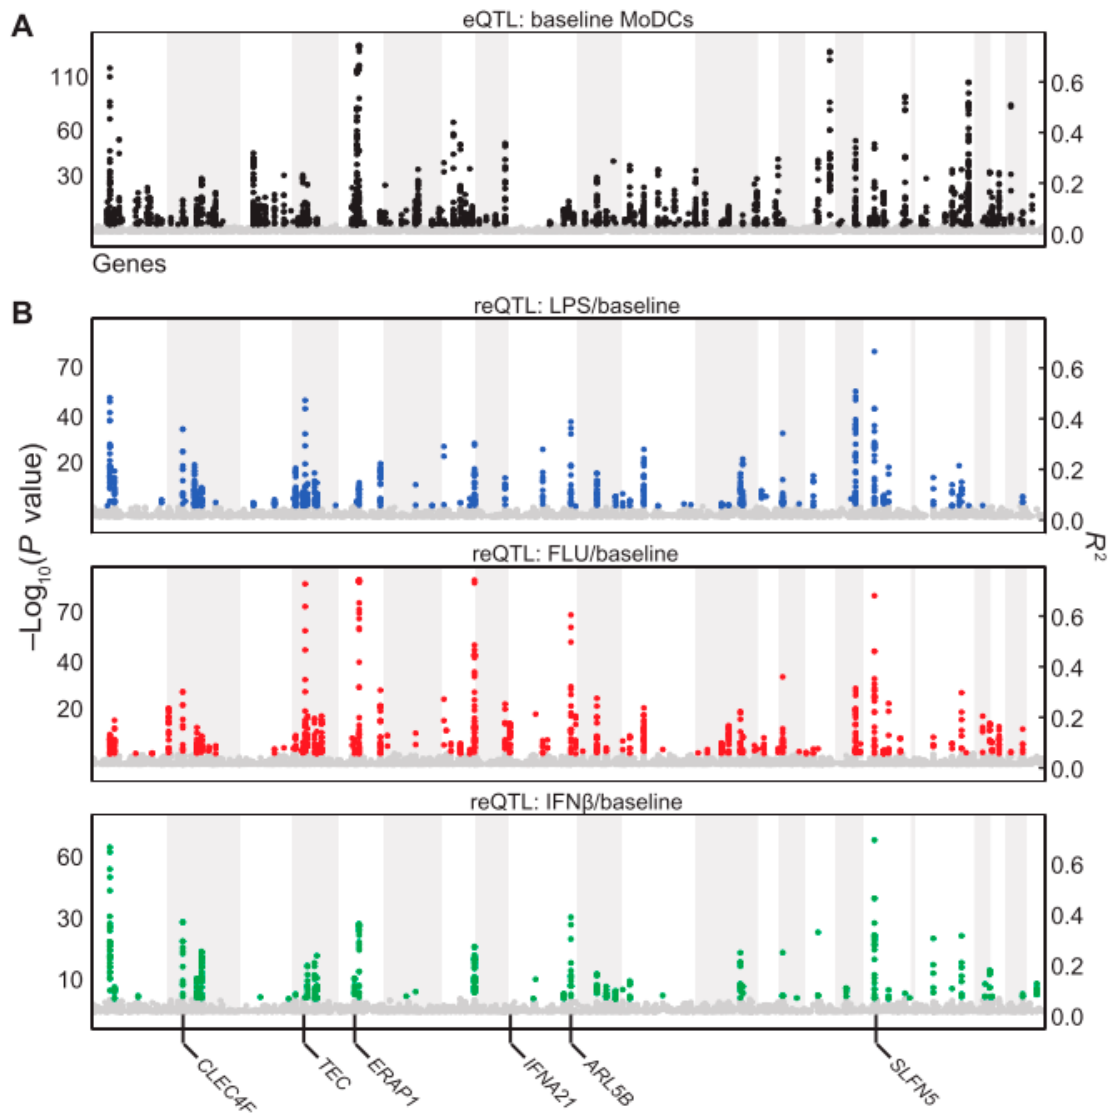 A
eQTL: baseline MoDCs
110
60
30
0.6
0.4
0.2
0.0
Genes
B
reQTL: LPS/baseline
70
40
20
0.6
0.4
0.2
0.0
–Log10(P value)
R2
reQTL: FLU/baseline
70
40
20
0.6
0.4
0.2
0.0
reQTL: IFNβ/baseline
60
30
10
0.6
0.4
0.2
0.0
CLEC4F
TEC
ERAP1
IFNA21
ARL5B
SLFN5